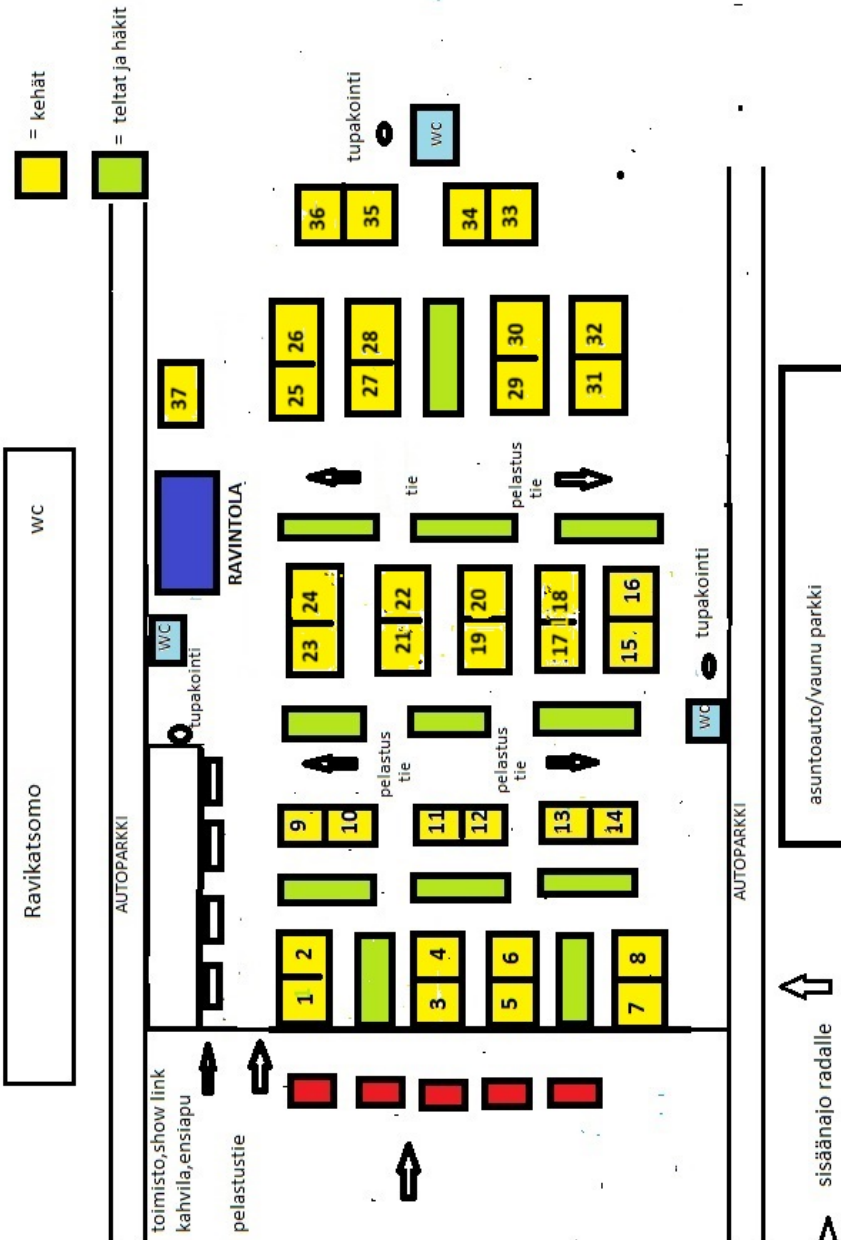 = kehät
= teltat ja häkit
Ravikatsomo
wc
AUTOPARKKI
toimisto,show link
kahvila,ensiapu
pelastustie
tupakointi
wc
RAVINTOLA
37
tupakointi
wc
1 2
3 4
5 6
7 8
9
10
11
12
13
14
pelastus
tie
pelastus
tie
23 24
21 22
19 20
17 18
15 16
tie
pelastus
tie
25 26
27 28
29 30
31 32
36
35
34
33
wc
tupakointi
AUTOPARKKI
asuntoauto/vaunu parkki
sisäänajo radalle